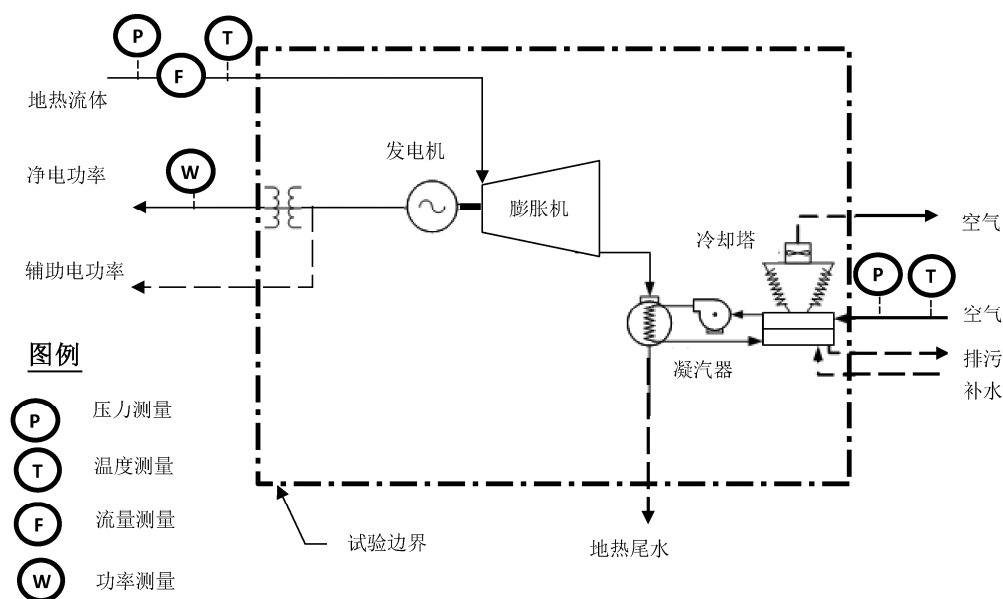 P
T
F
地热流体
发电机
净电功率
W
膨胀机
冷却塔
空气
辅助电功率
P
T
空气
图例
凝汽器
排污
补水
P
压力测量
T
温度测量
F
流量测量
试验边界
地热尾水
W
功率测量